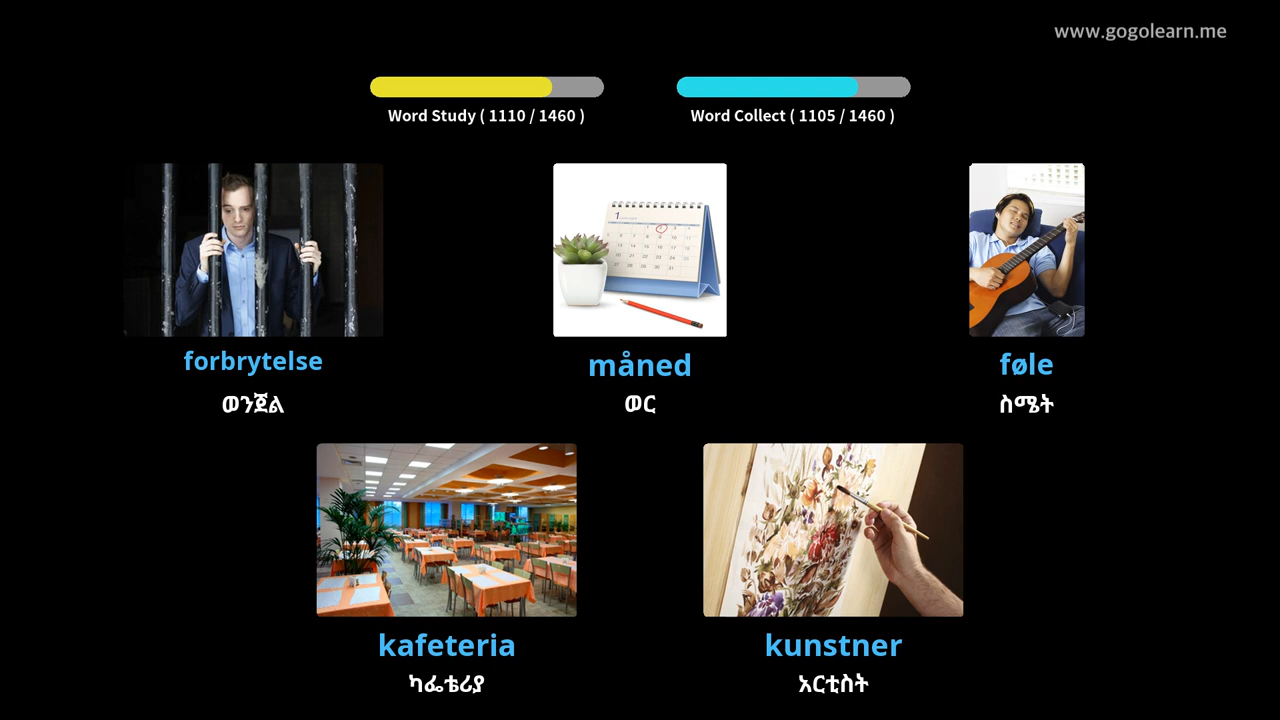 www.gogolearn.me
Word Study ( 1110 / 1460 )
Word Collect ( 1105 / 1460 )
forbrytelse
ወንጀል
måned
ወር
føle
ስሜት
kafeteria
ካፌቴሪያ
kunstner
አርቲስት